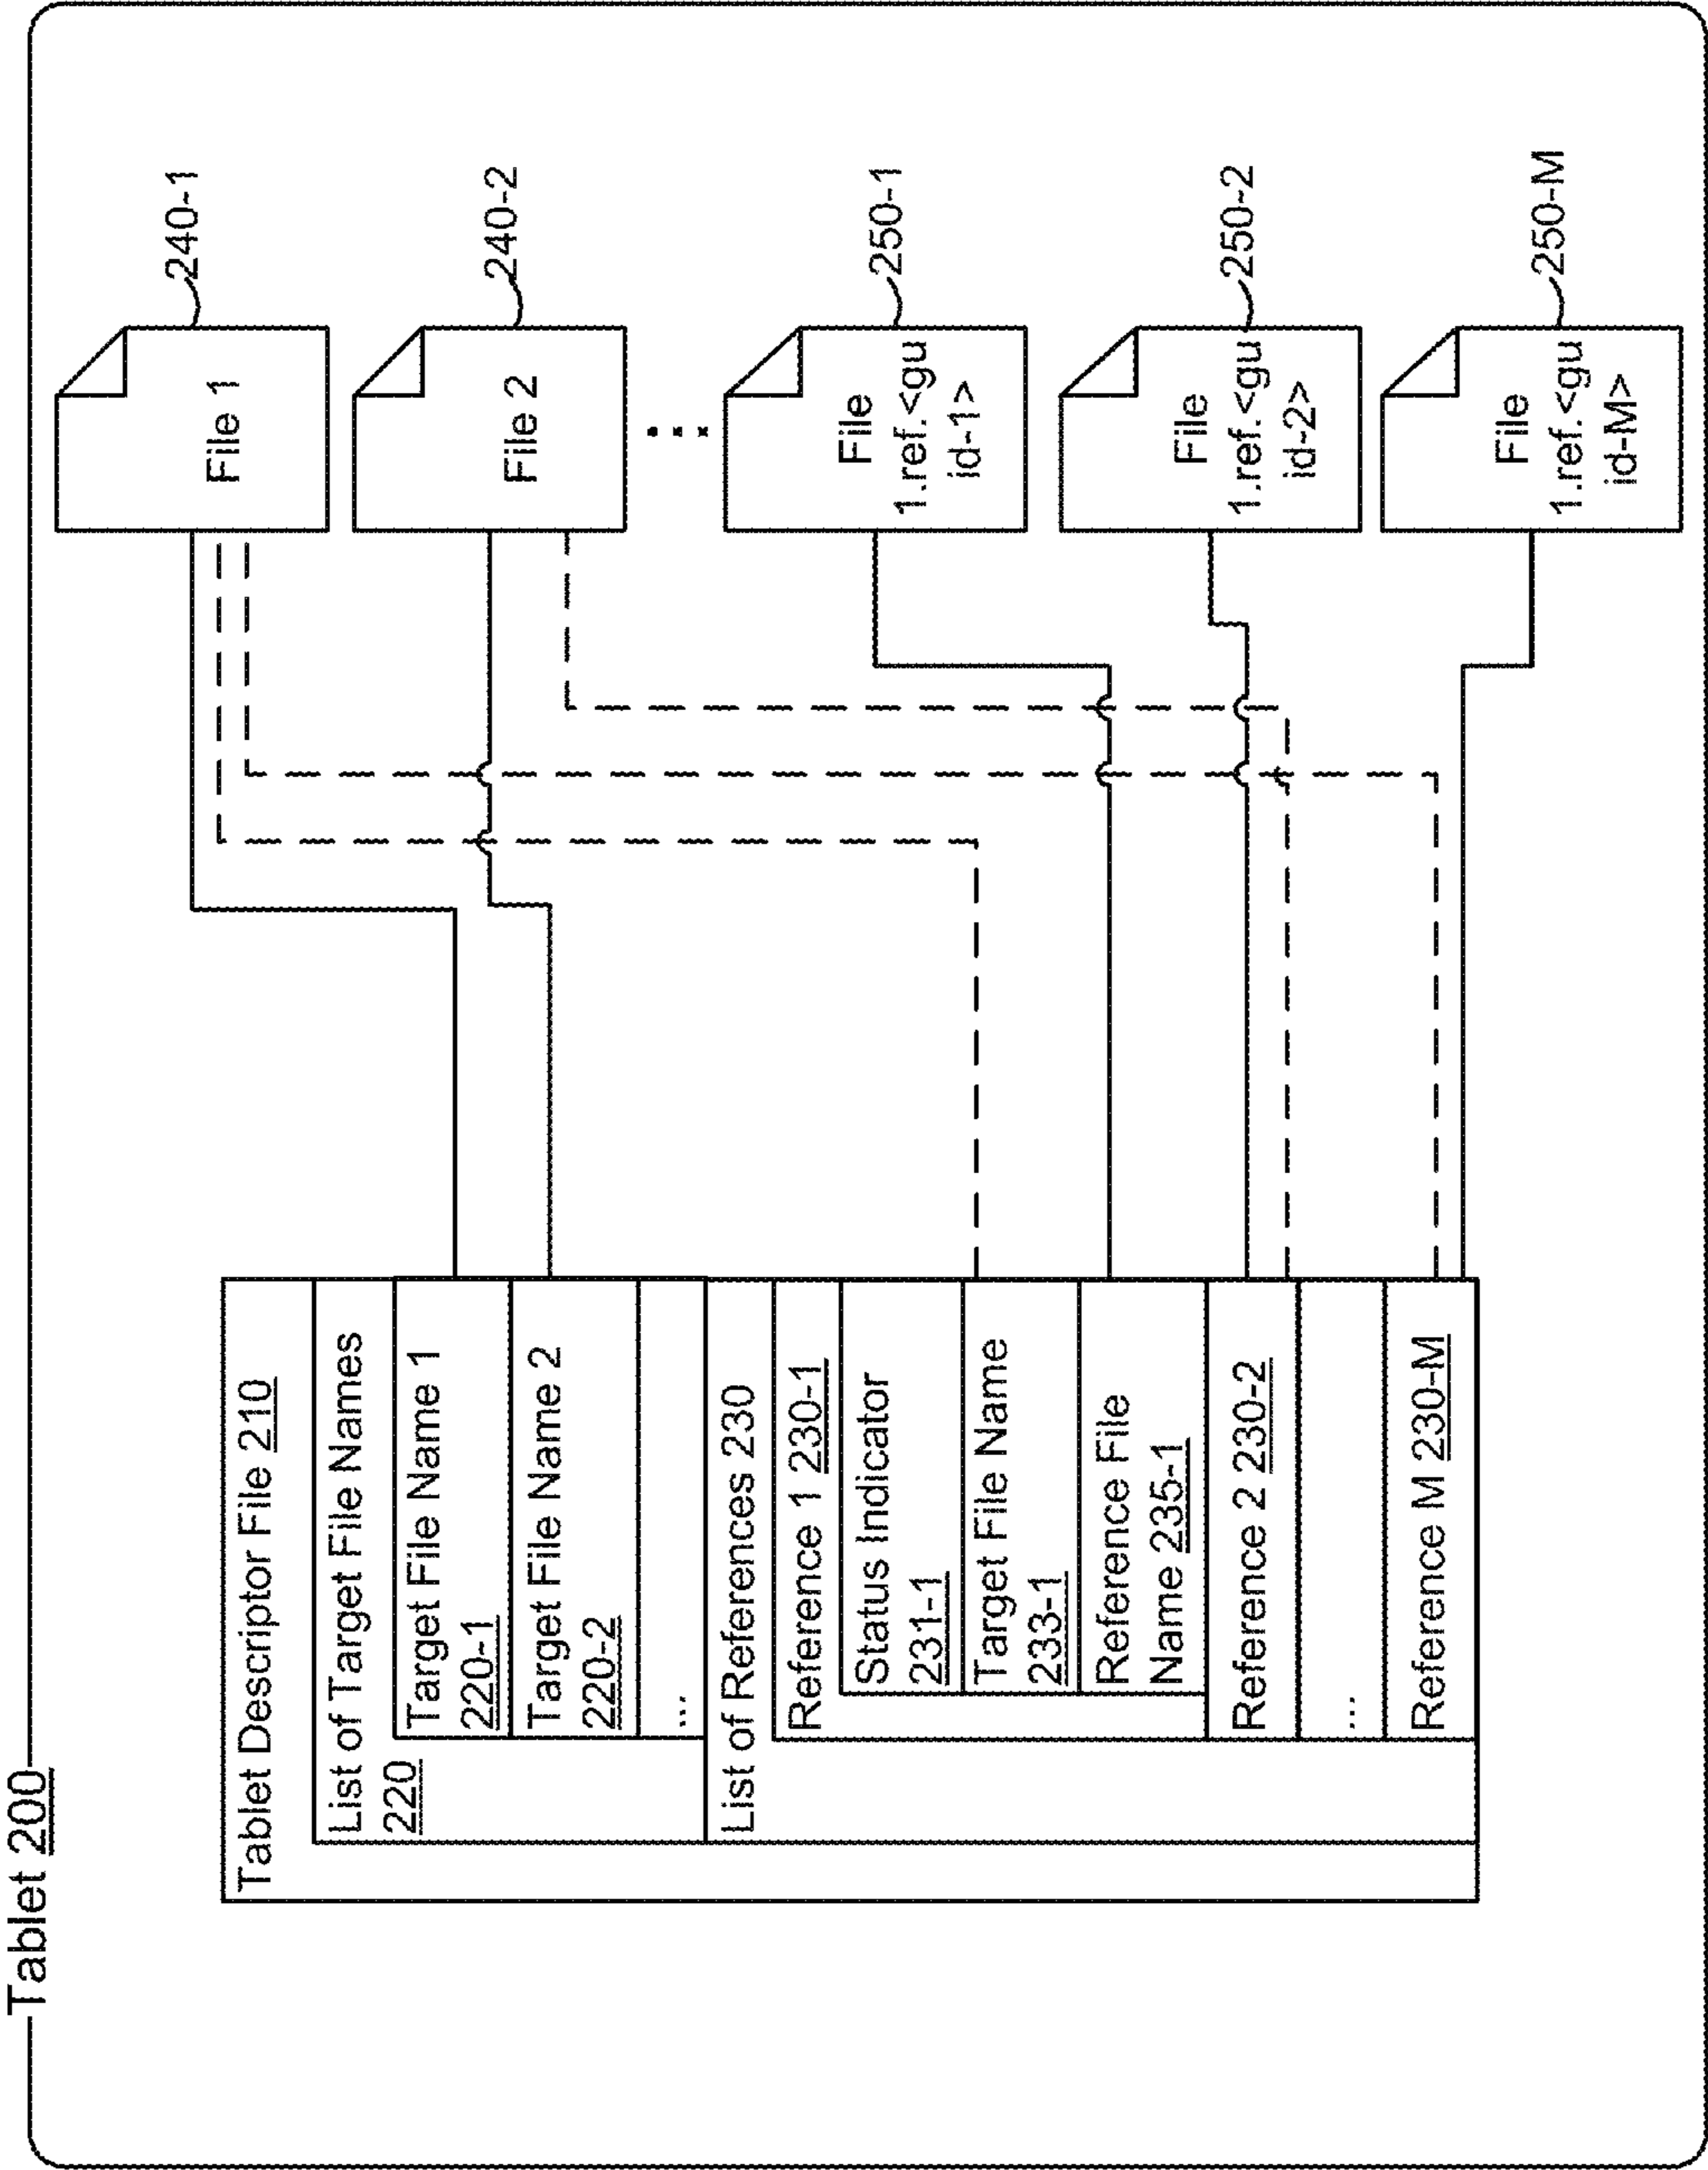 Tablet 200
Tablet Descriptor File 210
List of Target File Names
220
Target File Name 1
220-1
Target File Name 2
220-2
...
List of References 230
Reference 1 230-1
Status Indicator
231-1
Target File Name
233-1
Reference File
Name 235-1
Reference 2 230-2
...
Reference M 230-M
File 1
240-1
File 2
240-2
File
1.ref.<gu
id-1>
250-1
File
1.ref.<gu
id-2>
250-2
File
1.ref.<gu
id-M>
250-M